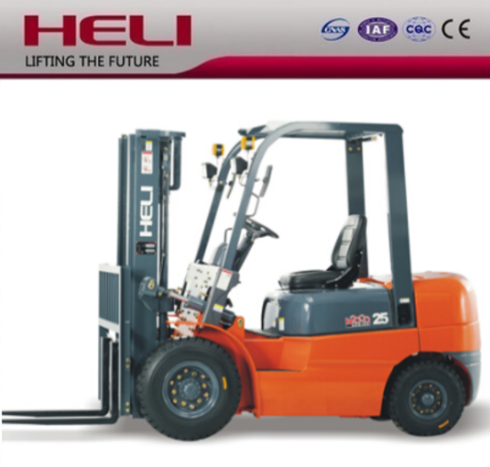 HELI
LIFTING THE FUTURE
IAF
CQC
CE
HELI
25